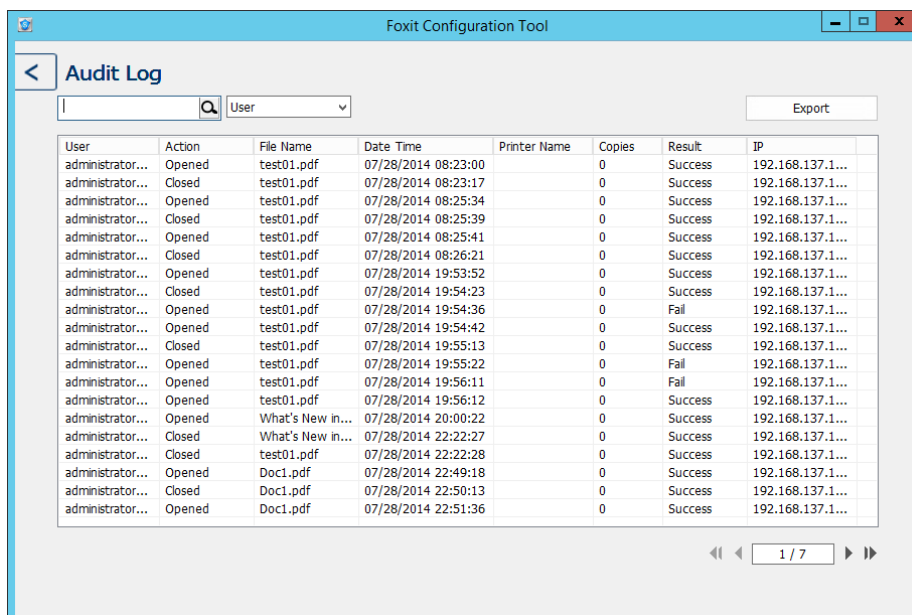 Foxit Configuration Tool
Audit Log
User
Export
User Action File Name Date Time Printer Name Copies Result IP
administrator... Opened test01.pdf 07/28/2014 08:23:00 0 Success 192.168.137.1...
administrator... Closed test01.pdf 07/28/2014 08:23:17 0 Success 192.168.137.1...
administrator... Opened test01.pdf 07/28/2014 08:25:34 0 Success 192.168.137.1...
administrator... Closed test01.pdf 07/28/2014 08:25:39 0 Success 192.168.137.1...
administrator... Opened test01.pdf 07/28/2014 08:25:41 0 Success 192.168.137.1...
administrator... Closed test01.pdf 07/28/2014 08:26:21 0 Success 192.168.137.1...
administrator... Opened test01.pdf 07/28/2014 19:53:52 0 Success 192.168.137.1...
administrator... Closed test01.pdf 07/28/2014 19:54:23 0 Success 192.168.137.1...
administrator... Opened test01.pdf 07/28/2014 19:54:36 0 Fail 192.168.137.1...
administrator... Opened test01.pdf 07/28/2014 19:54:42 0 Success 192.168.137.1...
administrator... Closed test01.pdf 07/28/2014 19:55:13 0 Success 192.168.137.1...
administrator... Opened test01.pdf 07/28/2014 19:55:22 0 Fail 192.168.137.1...
administrator... Opened test01.pdf 07/28/2014 19:56:11 0 Fail 192.168.137.1...
administrator... Opened test01.pdf 07/28/2014 19:56:12 0 Success 192.168.137.1...
administrator... Opened What's New in... 07/28/2014 20:00:22 0 Success 192.168.137.1...
administrator... Closed What's New in... 07/28/2014 22:22:27 0 Success 192.168.137.1...
administrator... Closed test01.pdf 07/28/2014 22:22:28 0 Success 192.168.137.1...
administrator... Opened Doc1.pdf 07/28/2014 22:49:18 0 Success 192.168.137.1...
administrator... Closed Doc1.pdf 07/28/2014 22:50:13 0 Success 192.168.137.1...
administrator... Opened Doc1.pdf 07/28/2014 22:51:36 0 Success 192.168.137.1...
1 / 7